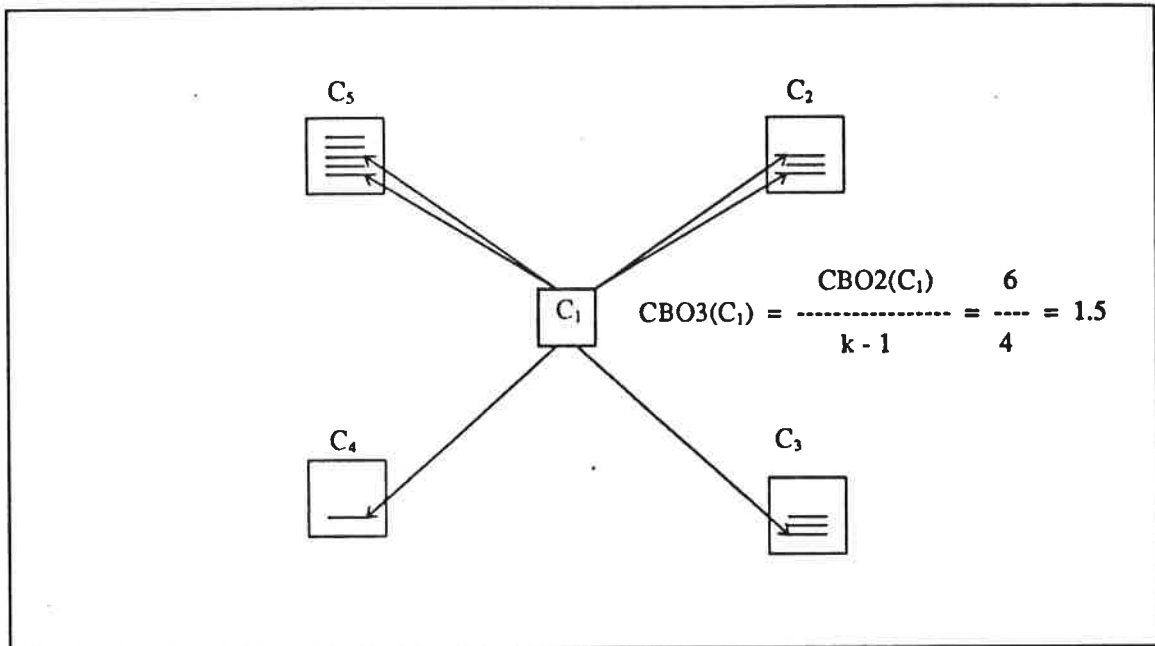 C₅
C₂
C₁
CBO2(C₁) 6
CBO3(C₁) = ------------------ = ---- = 1.5
k - 1 4
C₄
C₃